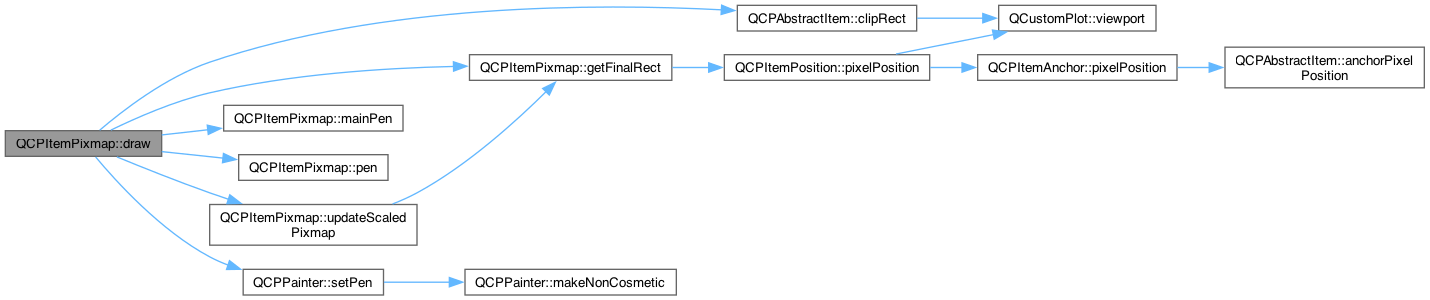 QCPAbstractItem::clipRect
QCustomPlot::viewport
QCPItemPixmap::getFinalRect
QCPItemPosition::pixelPosition
QCPItemAnchor::pixelPosition
QCPAbstractItem::anchorPixel
Position
QCPItemPixmap::mainPen
QCPItemPixmap::draw
QCPItemPixmap::pen
QCPItemPixmap::updateScaled
Pixmap
QCPPainter::setPen
QCPPainter::makeNonCosmetic